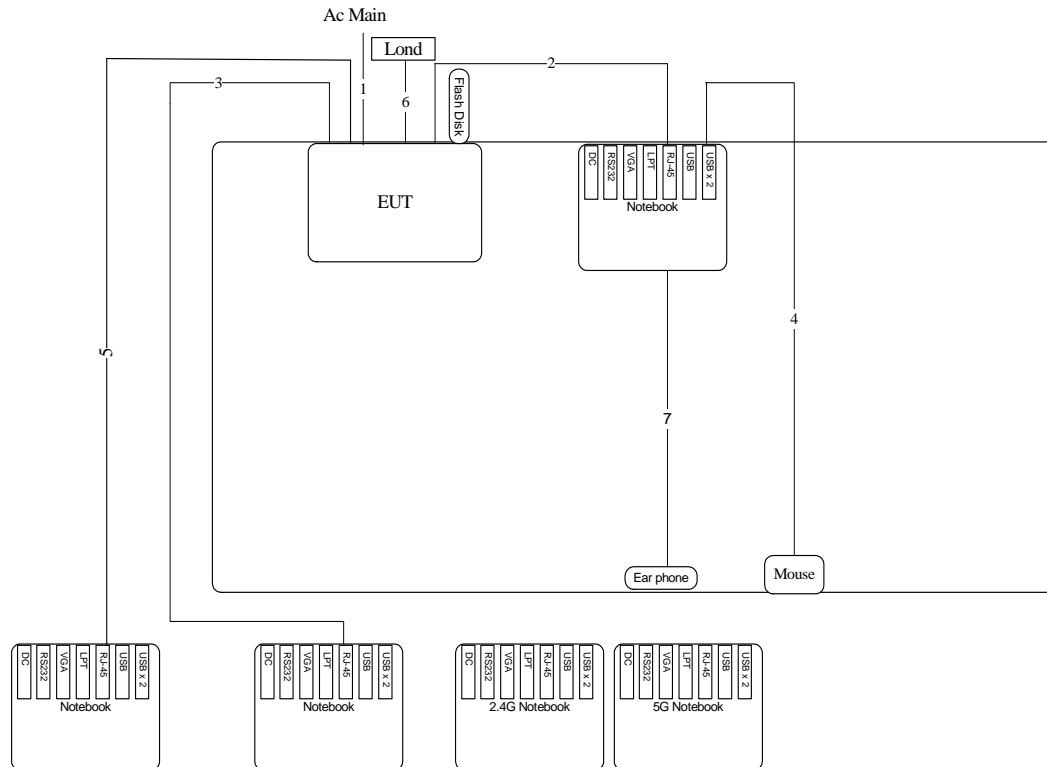 Ac Main
Lond
2
3
1
6
Flash Disk
EUT
DC
RS232
VGA
LPT
RJ-45
USB
USB x 2
Notebook
4
5
7
Ear phone
Mouse
DC
RS232
VGA
LPT
RJ-45
USB
USB x 2
Notebook
DC
RS232
VGA
LPT
RJ-45
USB
USB x 2
Notebook
DC
RS232
VGA
LPT
RJ-45
USB
USB x 2
2.4G Notebook
DC
RS232
VGA
LPT
RJ-45
USB
USB x 2
5G Notebook